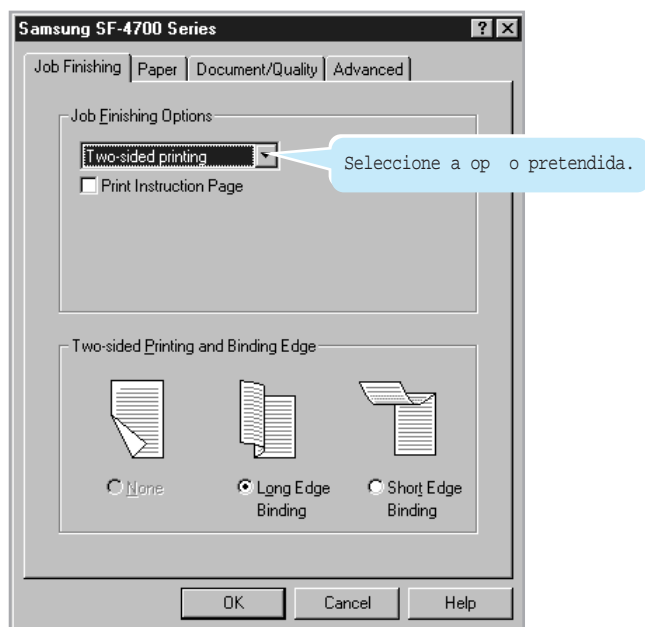 Samsung SF-4700 Series
Job Finishing Paper Document/Quality Advanced
Job Finishing Options
Two-sided printing
Seleccione a op o pretendida.
Print Instruction Page
Two-sided Printing and Binding Edge
None
Long Edge
Binding
Short Edge
Binding
OK Cancel Help